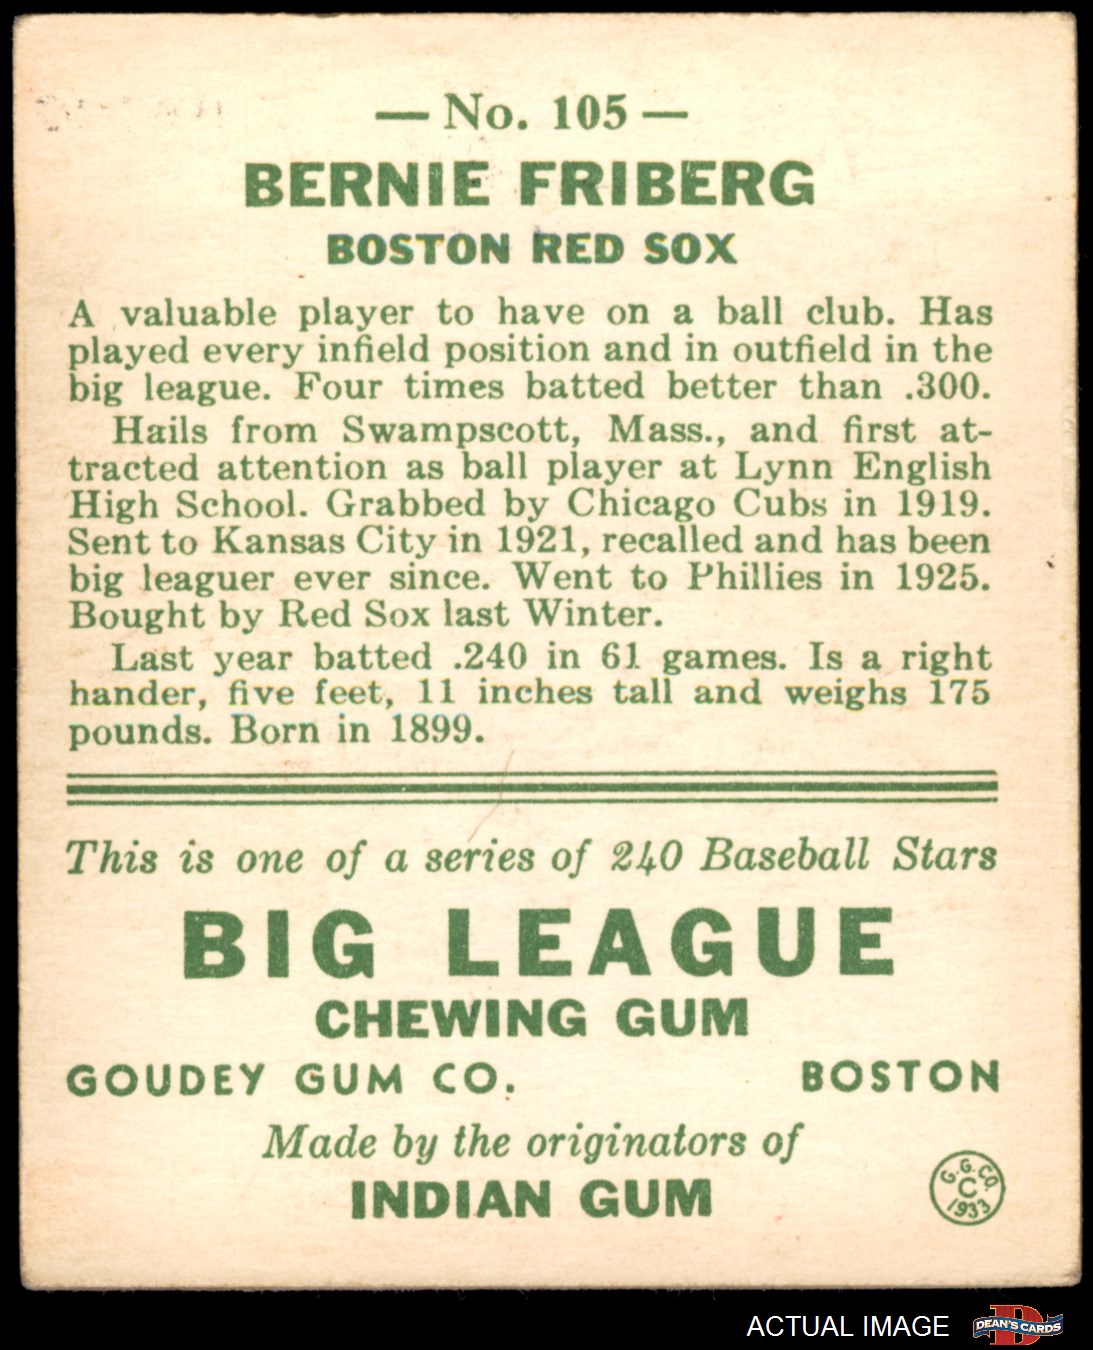 — No. 105 —
BERNIE FRIBERG
BOSTON RED SOX
A valuable player to have on a ball club. Has
played every infield position and in outfield in the
big league. Four times batted better than .300.
Hails from Swampscott, Mass., and first at-
tracted attention as ball player at Lynn English
High School. Grabbed by Chicago Cubs in 1919.
Sent to Kansas City in 1921, recalled and has been
big leaguer ever since. Went to Phillies in 1925.
Bought by Red Sox last Winter.
Last year batted .240 in 61 games. Is a right
hander, five feet, 11 inches tall and weighs 175
pounds. Born in 1899.
This is one of a series of 240 Baseball Stars
BIG LEAGUE
CHEWING GUM
GOUDEY GUM CO. BOSTON
Made by the originators of
INDIAN GUM
G.G.CO.
C
1933
ACTUAL IMAGE
D
DEAN'S CARDS